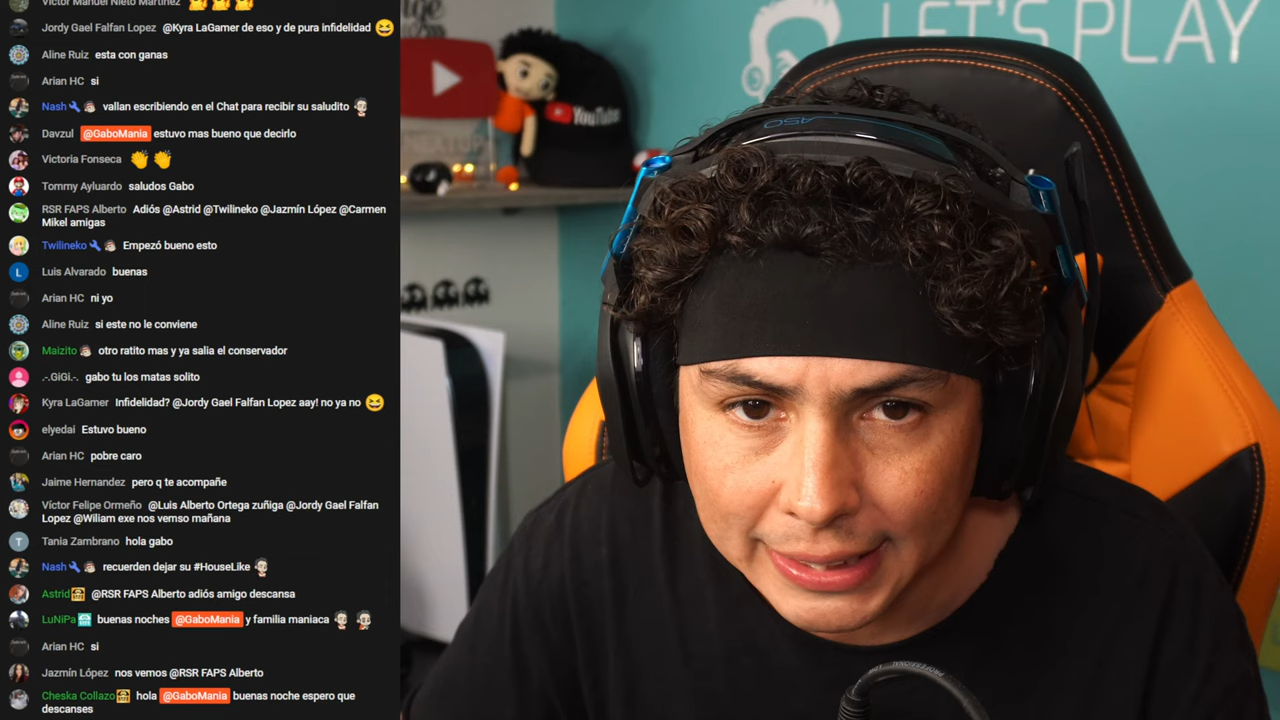 Victor Manuel Nieto Martinez
Jordy Gael Falfan Lopez @Kyra LaGamer de eso y de pura infidelidad
Aline Ruiz esta con ganas
Arian HC si
Nash vallan escribiendo en el Chat para recibir su saludito
Davzul @GaboMania estuvo mas bueno que decirlo
Victoria Fonseca
Tommy Ayluardo saludos Gabo
RSR FAPS Alberto Adiós @Astrid @Twilineko @Jazmín López @Carmen
Mikel amigas
Twilineko Empezó bueno esto
Luis Alvarado buenas
Arian HC ni yo
Aline Ruiz si este no le conviene
Maizito otro ratito mas y ya salia el conservador
.-.GiGi.-. gabo tu los matas solito
Kyra LaGamer Infidelidad? @Jordy Gael Falfan Lopez aay! no ya no
elyedai Estuvo bueno
Arian HC pobre caro
Jaime Hernandez pero q te acompañe
Víctor Felipe Ormeño @Luis Alberto Ortega zuñiga @Jordy Gael Falfan
Lopez @Wiliam exe nos vemso mañana
Tania Zambrano hola gabo
Nash recuerden dejar su #HouseLike
Astrid @RSR FAPS Alberto adiós amigo descansa
LuNiPa buenas noches @GaboMania y familia maniaca
Arian HC si
Jazmín López nos vemos @RSR FAPS Alberto
Cheska Collazo hola @GaboMania buenas noche espero que
descanses
L
T
YouTube
LET'S PLAY
A50